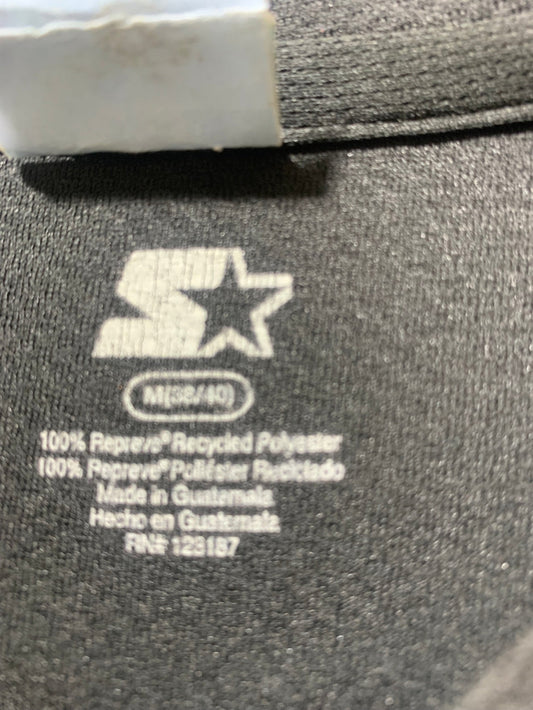 S
M(38/40)
100% Repreve® Recycled Polyester
100% Repreve® Poliéster Reciclado
Made in Guatemala
Hecho en Guatemala
RN# 123187